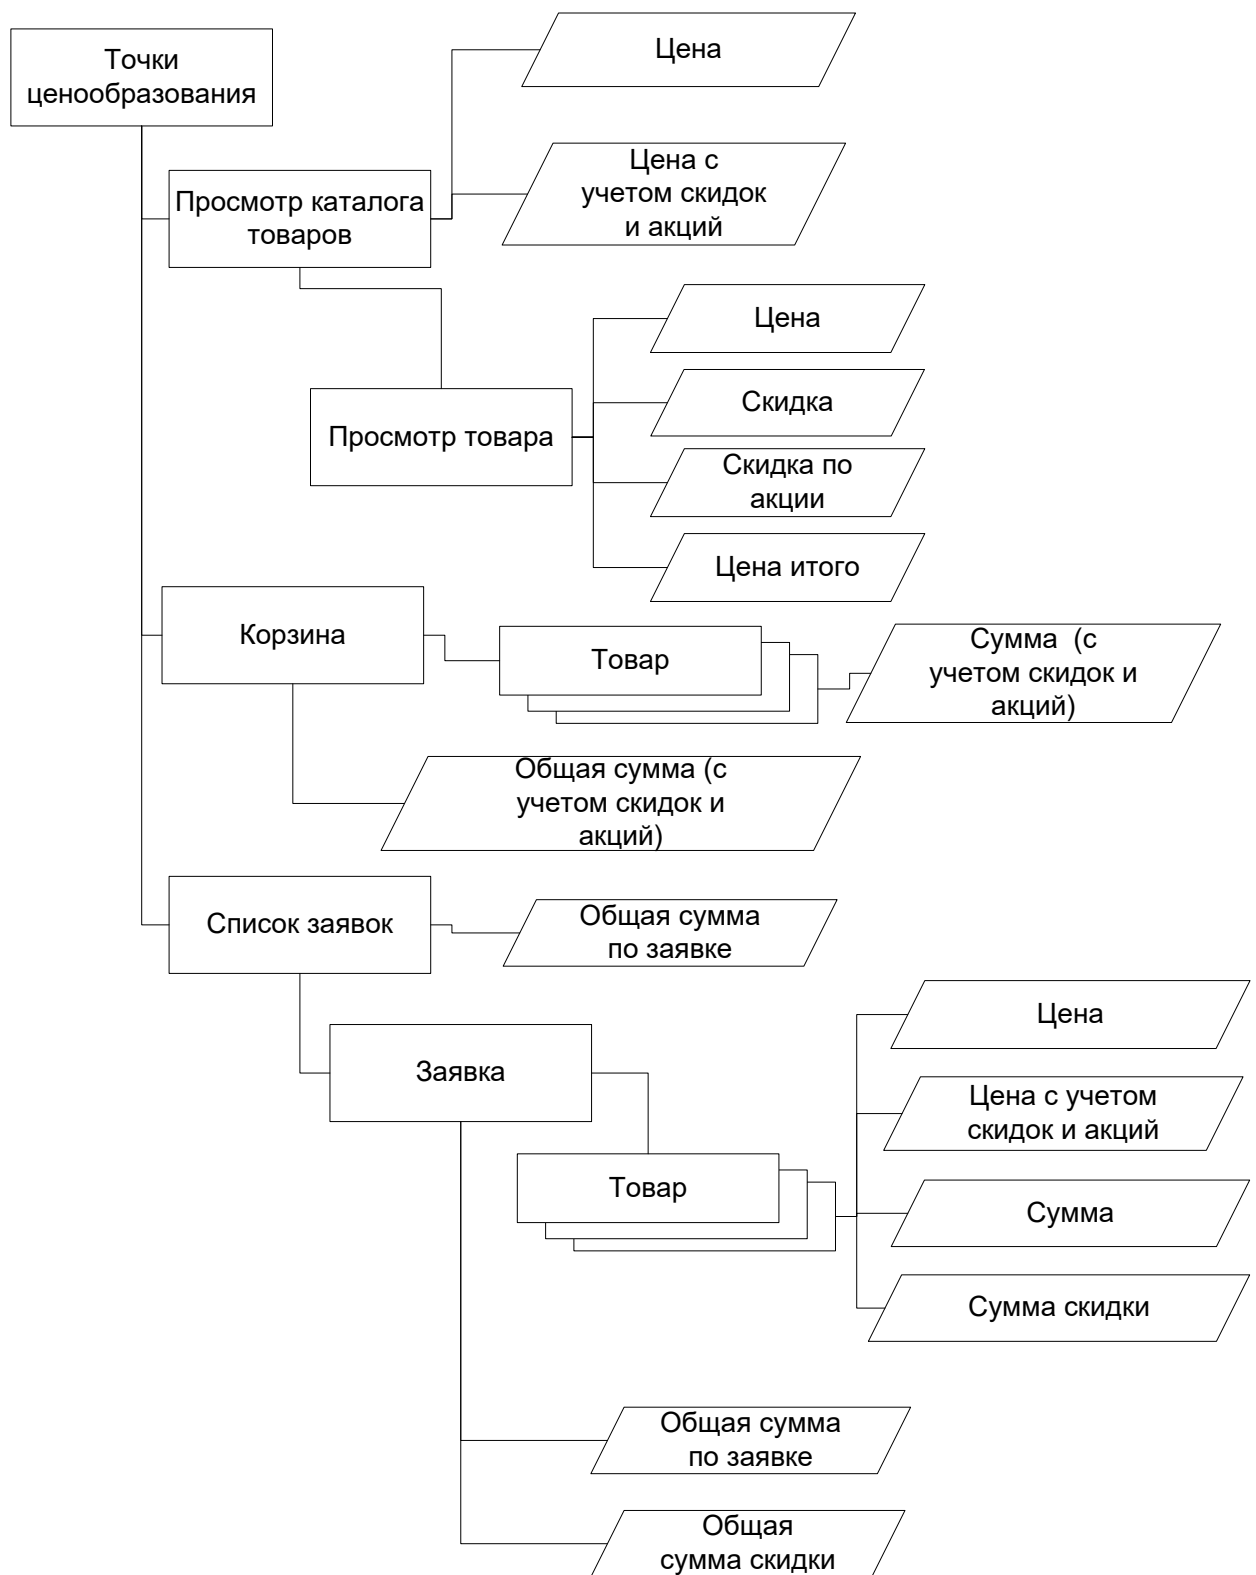 Точки
ценообразования
Цена
Цена с
учетом скидок
и акций
Просмотр каталога
товаров
Цена
Скидка
Просмотр товара
Скидка по
акции
Цена итого
Корзина
Товар
Сумма  (с
учетом скидок и
акций)
Общая сумма (с
учетом скидок и
акций)
Список заявок
Общая сумма
по заявке
Цена
Заявка
Цена с учетом
скидок и акций
Товар
Сумма
Сумма скидки
Общая сумма
по заявке
Общая
сумма скидки